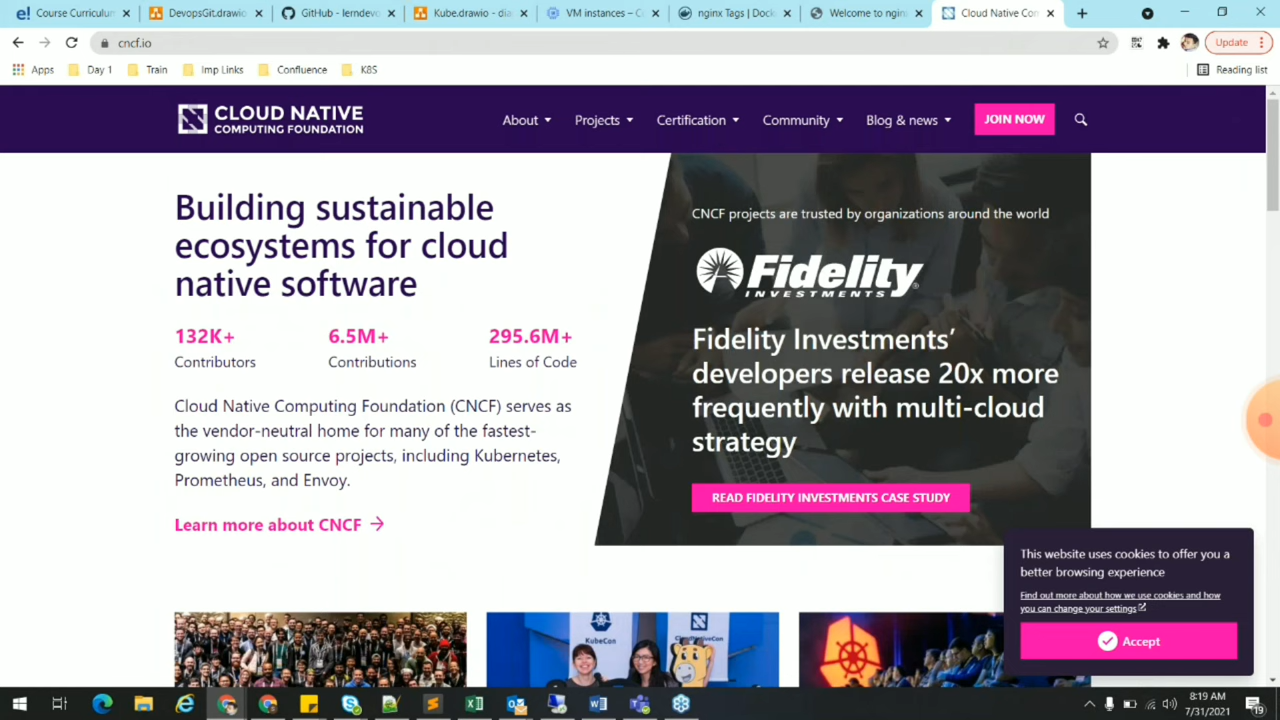 Course Curriculum
DevopsGit.drawio
GitHub - lerndevo
Kube.drawio - dia
VM instances – C
nginx Tags | Dock
Welcome to nginx
Cloud Native Con
cncf.io
Update
Apps
Day 1
Train
Imp Links
Confluence
K8S
Reading list
CLOUD NATIVE
COMPUTING FOUNDATION
About
Projects
Certification
Community
Blog & news
JOIN NOW
Building sustainable
ecosystems for cloud
native software
132K+
Contributors
6.5M+
Contributions
295.6M+
Lines of Code
Cloud Native Computing Foundation (CNCF) serves as
the vendor-neutral home for many of the fastest-
growing open source projects, including Kubernetes,
Prometheus, and Envoy.
Learn more about CNCF →
CNCF projects are trusted by organizations around the world
Fidelity
INVESTMENTS
Fidelity Investments’
developers release 20x more
frequently with multi-cloud
strategy
READ FIDELITY INVESTMENTS CASE STUDY
This website uses cookies to offer you a
better browsing experience
Find out more about how we use cookies and how
you can change your settings
Accept
KubeCon
CloudNativeCon
8:19 AM
7/31/2021
19